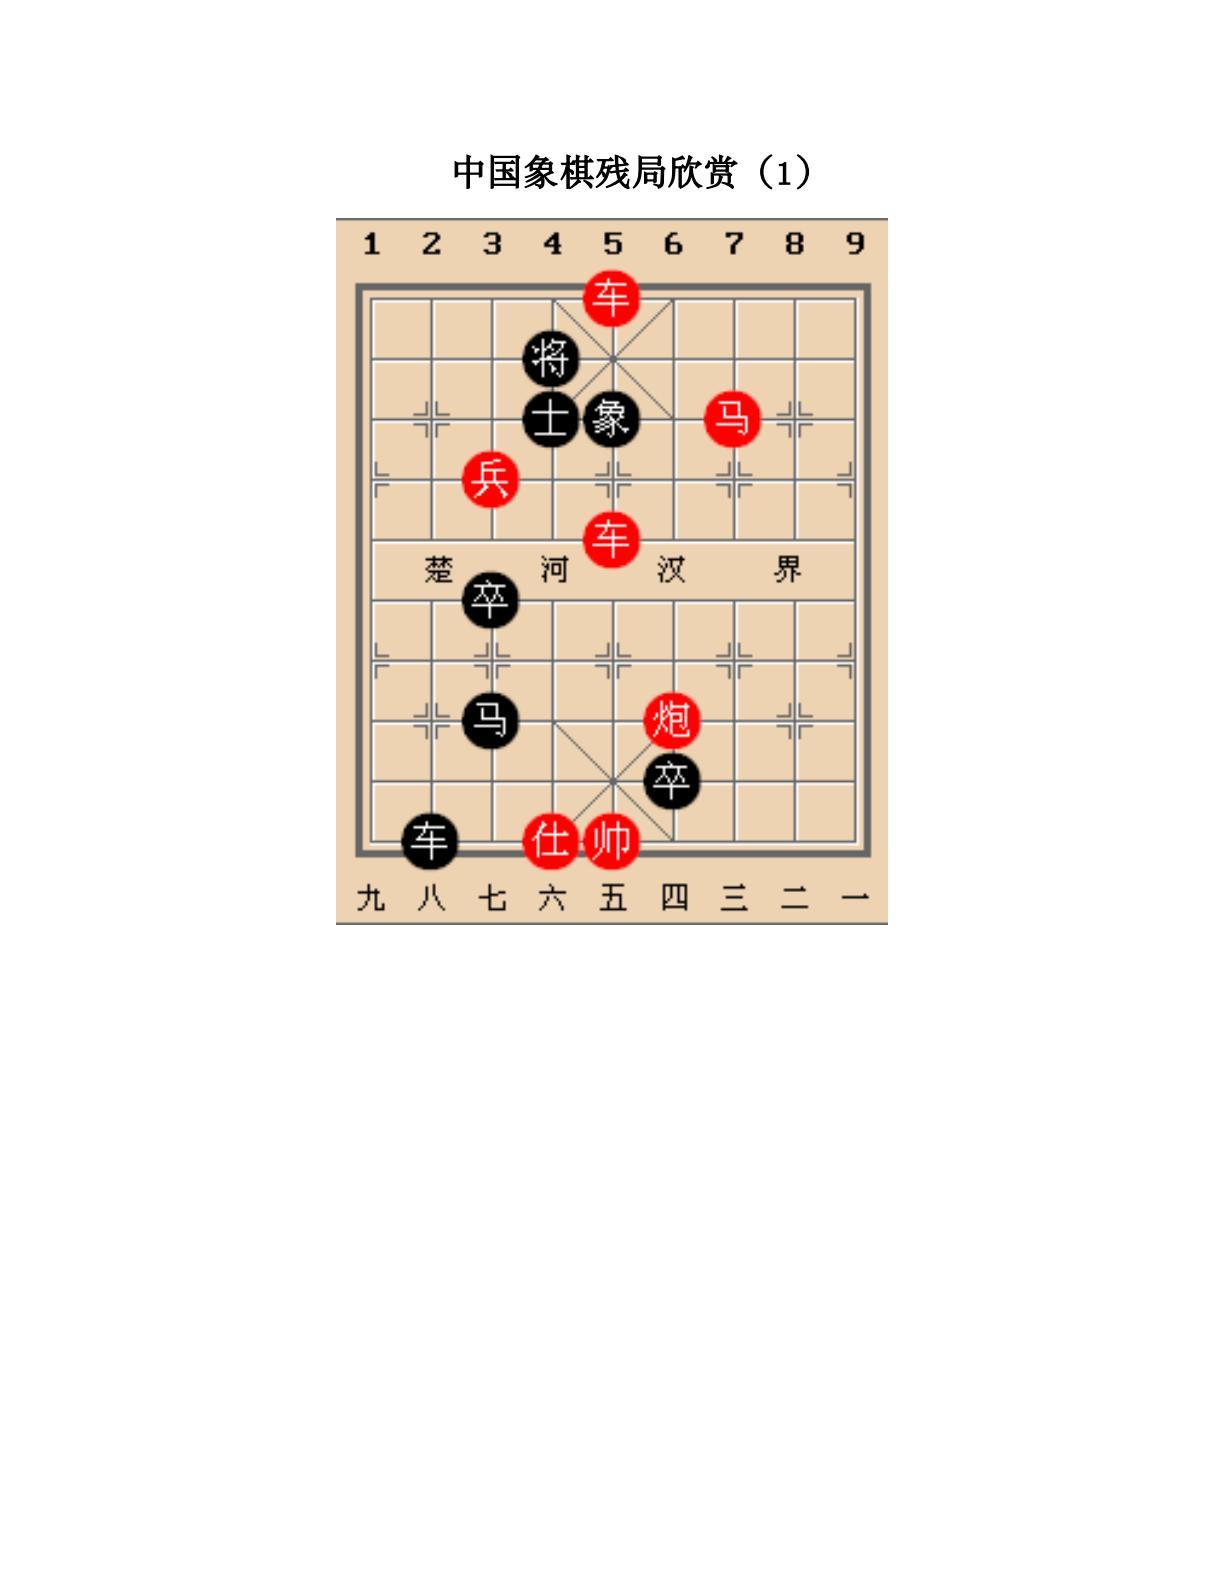 中国象棋残局欣赏（1）
1 2 3 4 5 6 7 8 9
车
将
士 象 马
兵
车
楚 河 汉 界
卒
马 炮
卒
车 仕 帅
九 八 七 六 五 四 三 二 一